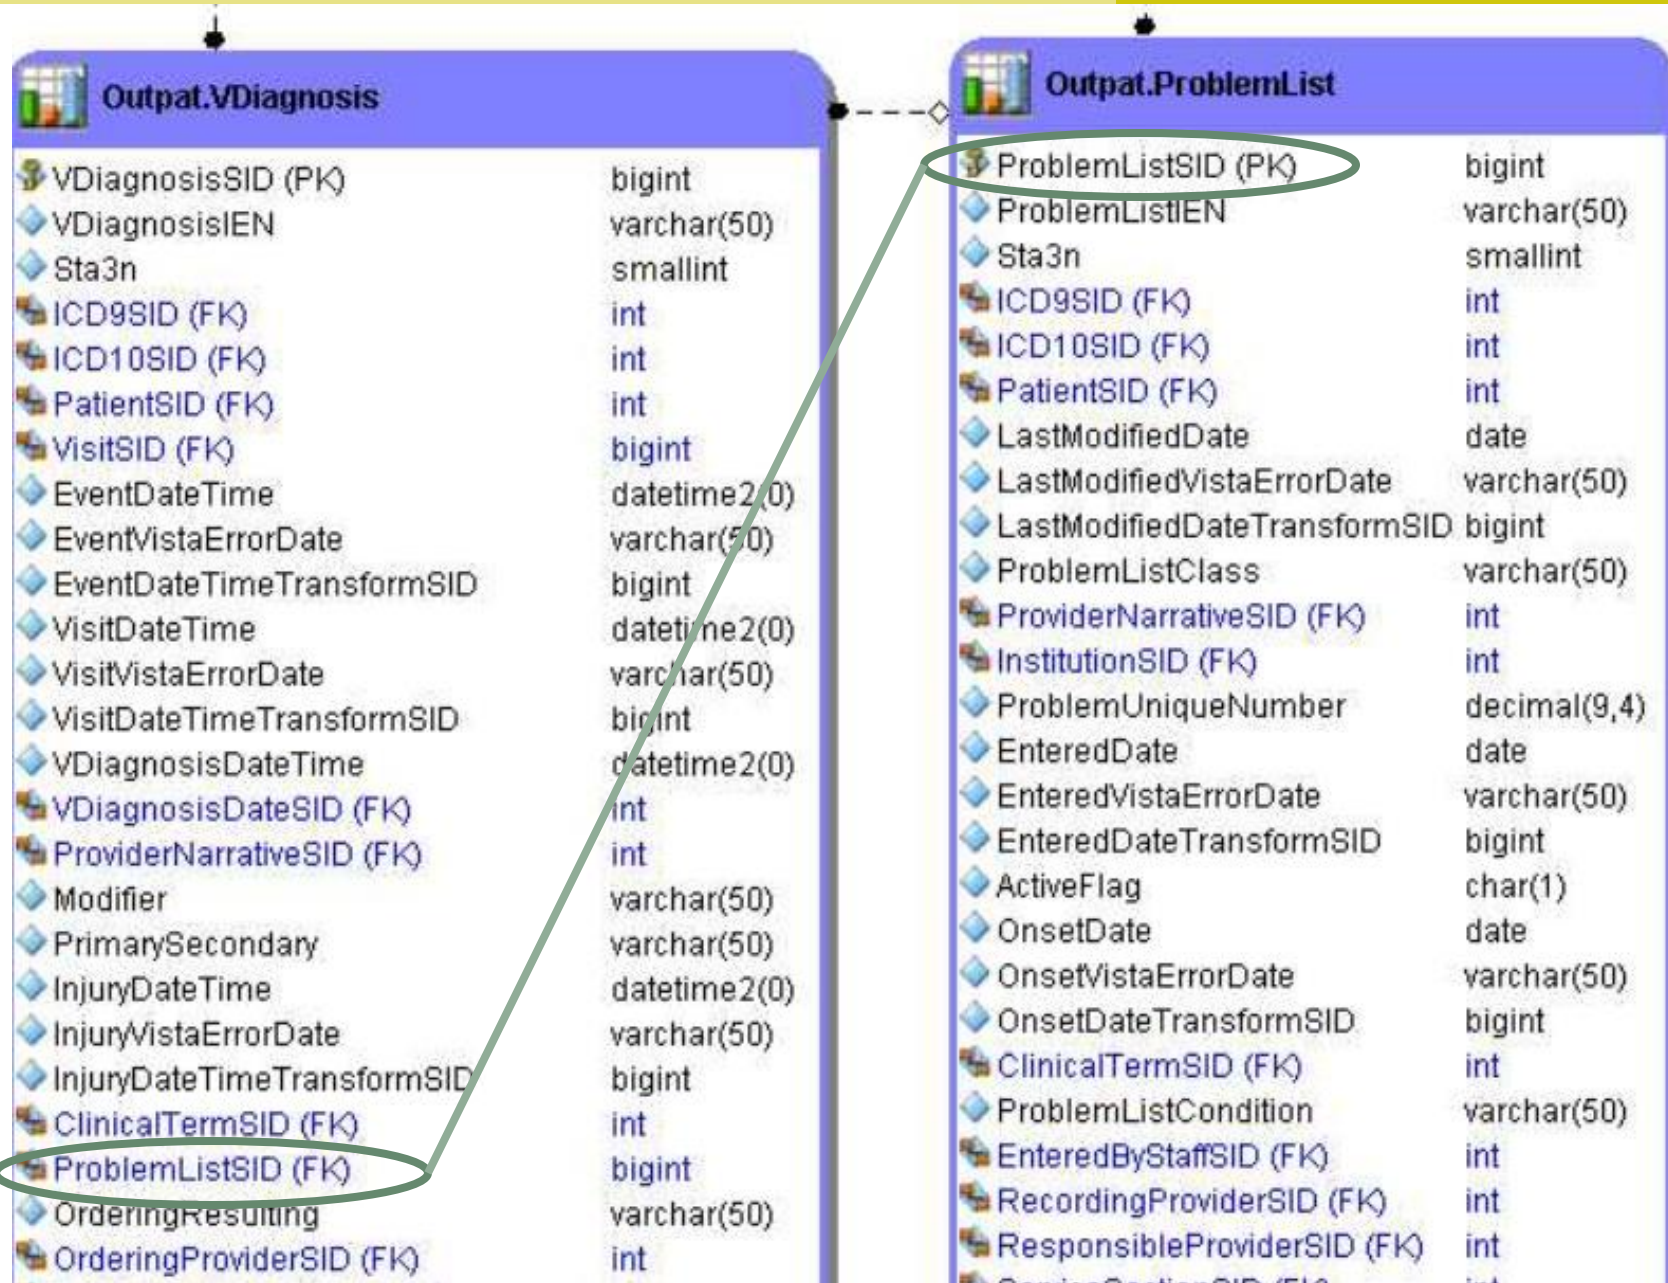 Outpat.VDiagnosis
VDiagnosisSID (PK) bigint
VDiagnosisIEN varchar(50)
Sta3n smallint
ICD9SID (FK) int
ICD10SID (FK) int
PatientSID (FK) int
VisitSID (FK) bigint
EventDateTime datetime2(0)
EventVistaErrorDate varchar(50)
EventDateTimeTransformSID bigint
VisitDateTime datetime2(0)
VisitVistaErrorDate varchar(50)
VisitDateTimeTransformSID bigint
VDiagnosisDateTime datetime2(0)
VDiagnosisDateSID (FK) int
ProviderNarrativeSID (FK) int
Modifier varchar(50)
PrimarySecondary varchar(50)
InjuryDateTime datetime2(0)
InjuryVistaErrorDate varchar(50)
InjuryDateTimeTransformSID bigint
ClinicalTermSID (FK) int
ProblemListSID (FK) bigint
OrderingResulting varchar(50)
OrderingProviderSID (FK) int
Outpat.ProblemList
ProblemListSID (PK) bigint
ProblemListIEN varchar(50)
Sta3n smallint
ICD9SID (FK) int
ICD10SID (FK) int
PatientSID (FK) int
LastModifiedDate date
LastModifiedVistaErrorDate varchar(50)
LastModifiedDateTransformSID bigint
ProblemListClass varchar(50)
ProviderNarrativeSID (FK) int
InstitutionSID (FK) int
ProblemUniqueNumber decimal(9,4)
EnteredDate date
EnteredVistaErrorDate varchar(50)
EnteredDateTransformSID bigint
ActiveFlag char(1)
OnsetDate date
OnsetVistaErrorDate varchar(50)
OnsetDateTransformSID bigint
ClinicalTermSID (FK) int
ProblemListCondition varchar(50)
EnteredByStaffSID (FK) int
RecordingProviderSID (FK) int
ResponsibleProviderSID (FK) int